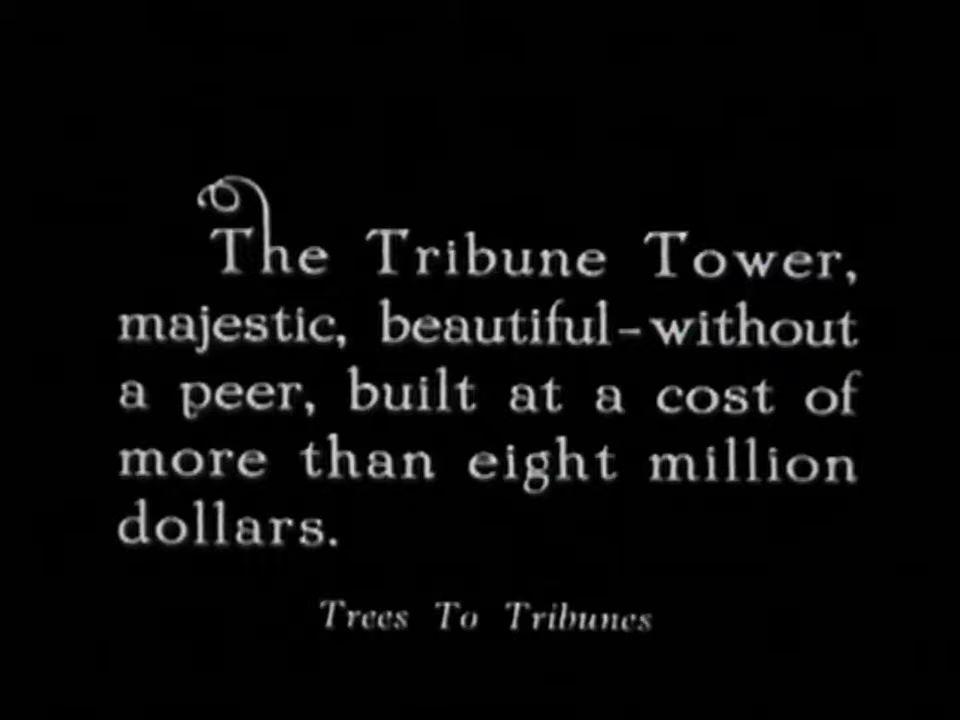 The Tribune Tower,
majestic, beautiful-without
a peer, built at a cost of
more than eight million
dollars.
Trees To Tribunes